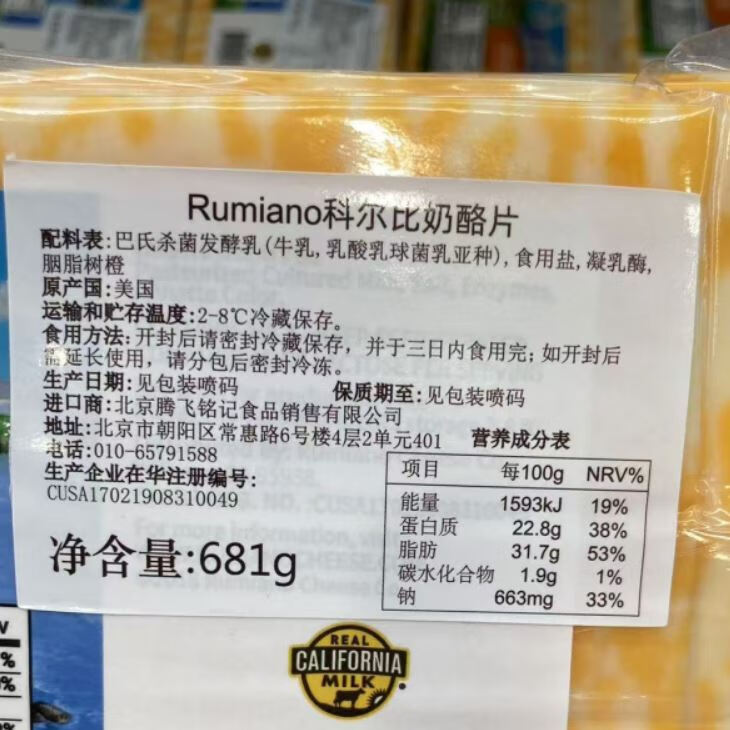 Rumiano科尔比奶酪片
配料表:巴氏杀菌发酵乳(牛乳,乳酸乳球菌乳亚种),食用盐,凝乳酶,
胭脂树橙
原产国:美国
运输和贮存温度:2-8℃冷藏保存。
食用方法:开封后请密封冷藏保存,并于三日内食用完;如开封后
需延长使用,请分包后密封冷冻。
生产日期:见包装喷码 保质期至:见包装喷码
进口商:北京腾飞铭记食品销售有限公司
地址:北京市朝阳区常惠路6号楼4层2单元401
电话:010-65791588
生产企业在华注册编号:
CUSA17021908310049
净含量:681g
营养成分表
项目 每100g NRV%
能量 1593kJ 19%
蛋白质 22.8g 38%
脂肪 31.7g 53%
碳水化合物 1.9g 1%
钠 663mg 33%
REAL
CALIFORNIA
MILK